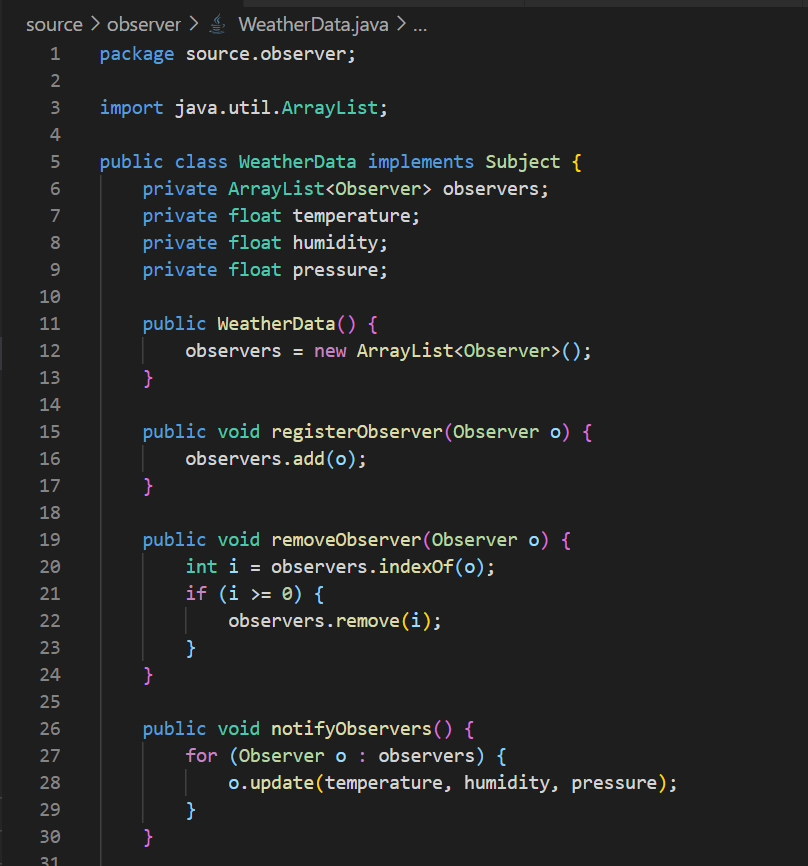 source > observer > WeatherData.java > ...
1 package source.observer;
2
3 import java.util.ArrayList;
4
5 public class WeatherData implements Subject {
6     private ArrayList<Observer> observers;
7     private float temperature;
8     private float humidity;
9     private float pressure;
10
11     public WeatherData() {
12         observers = new ArrayList<Observer>();
13     }
14
15     public void registerObserver(Observer o) {
16         observers.add(o);
17     }
18
19     public void removeObserver(Observer o) {
20         int i = observers.indexOf(o);
21         if (i >= 0) {
22             observers.remove(i);
23         }
24     }
25
26     public void notifyObservers() {
27         for (Observer o : observers) {
28             o.update(temperature, humidity, pressure);
29         }
30     }
31